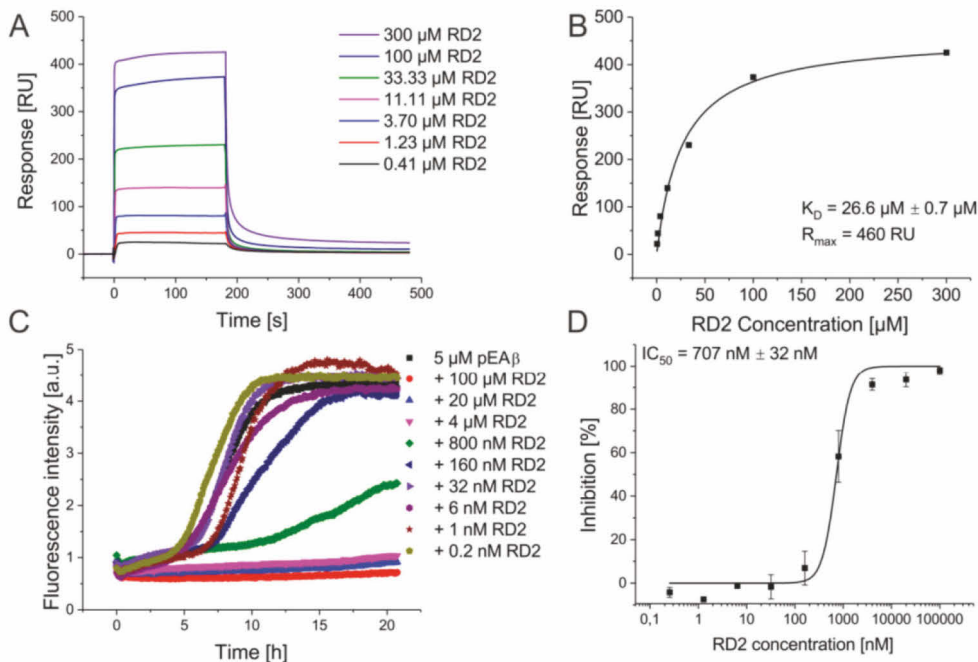 A
500
400
300
200
100
0
Response [RU]
0
100
200
300
400
500
Time [s]
300 µM RD2
100 µM RD2
33.33 µM RD2
11.11 µM RD2
3.70 µM RD2
1.23 µM RD2
0.41 µM RD2
B
500
400
300
200
100
0
Response [RU]
0
50
100
150
200
250
300
RD2 Concentration [µM]
K_D = 26.6 µM ± 0.7 µM
R_max = 460 RU
C
5
4
3
2
1
0
Fluorescence intensity [a.u.]
0
5
10
15
20
Time [h]
5 µM pEAβ
+ 100 µM RD2
+ 20 µM RD2
+ 4 µM RD2
+ 800 nM RD2
+ 160 nM RD2
+ 32 nM RD2
+ 6 nM RD2
+ 1 nM RD2
+ 0.2 nM RD2
D
IC50 = 707 nM ± 32 nM
100
80
60
40
20
0
Inhibition [%]
0,1
1
10
100
1000
10000
100000
RD2 concentration [nM]